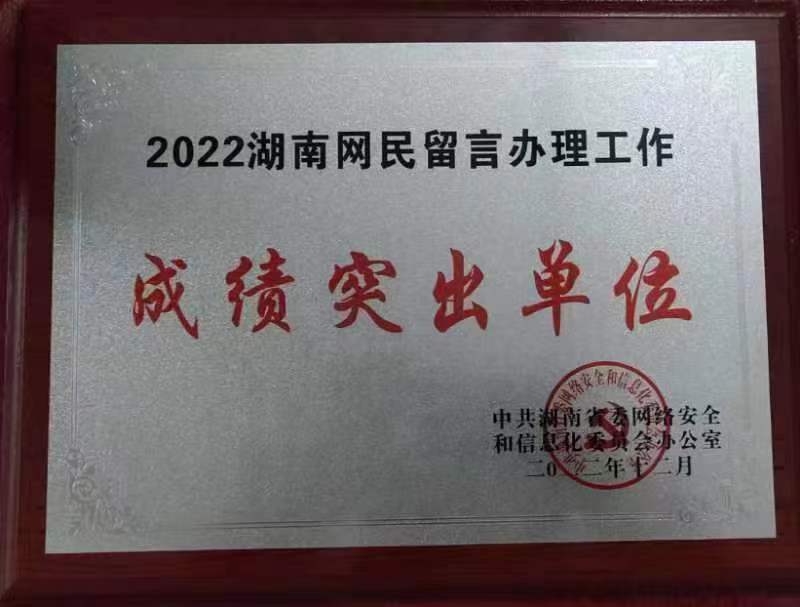 2022湖南网民留言办理工作
成绩突出单位
中共湖南省委网络安全
和信息化委员会办公室
二0二二年十二月